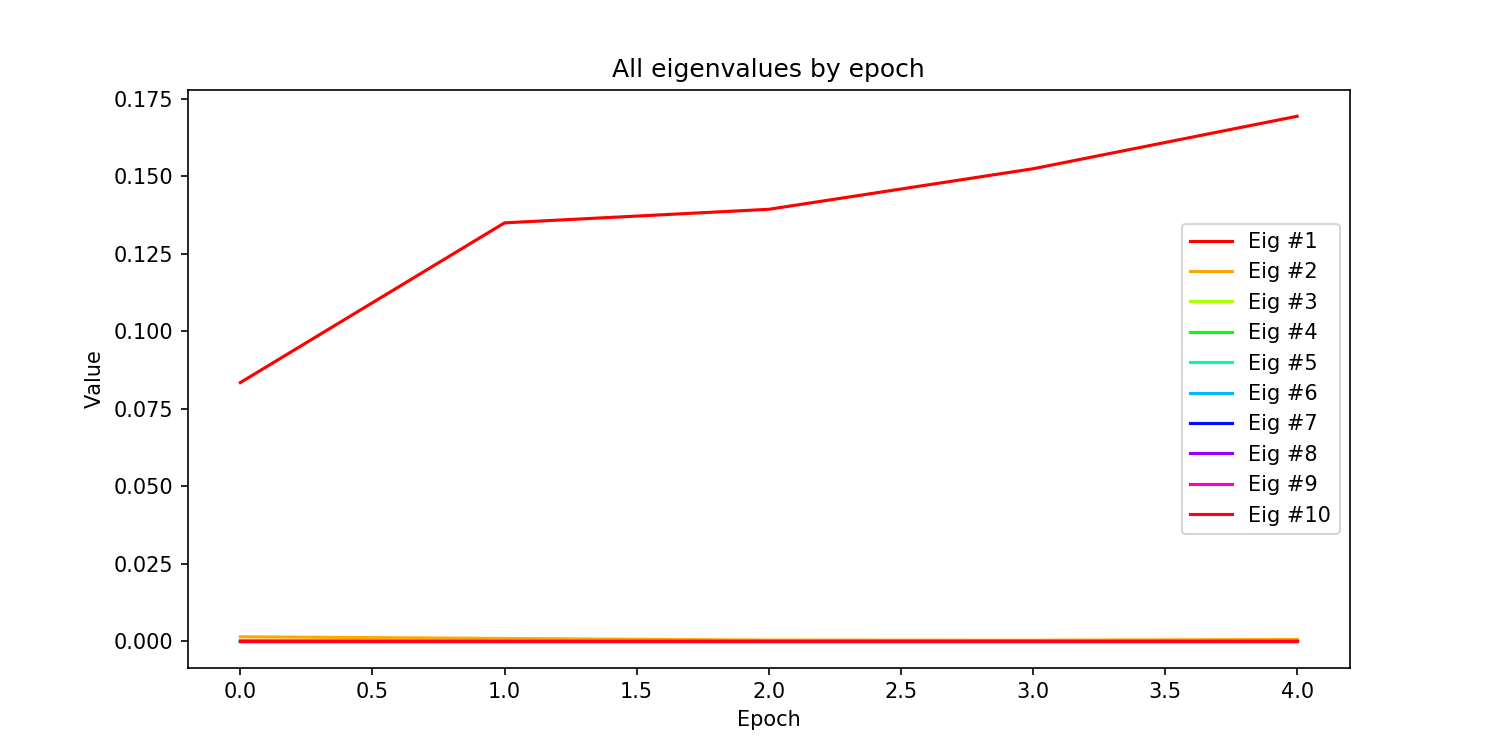 All eigenvalues by epoch
0.175
0.150
0.125
0.100
0.075
0.050
0.025
0.000
Value
Eig #1
Eig #2
Eig #3
Eig #4
Eig #5
Eig #6
Eig #7
Eig #8
Eig #9
Eig #10
0.0 0.5 1.0 1.5 2.0 2.5 3.0 3.5 4.0
Epoch